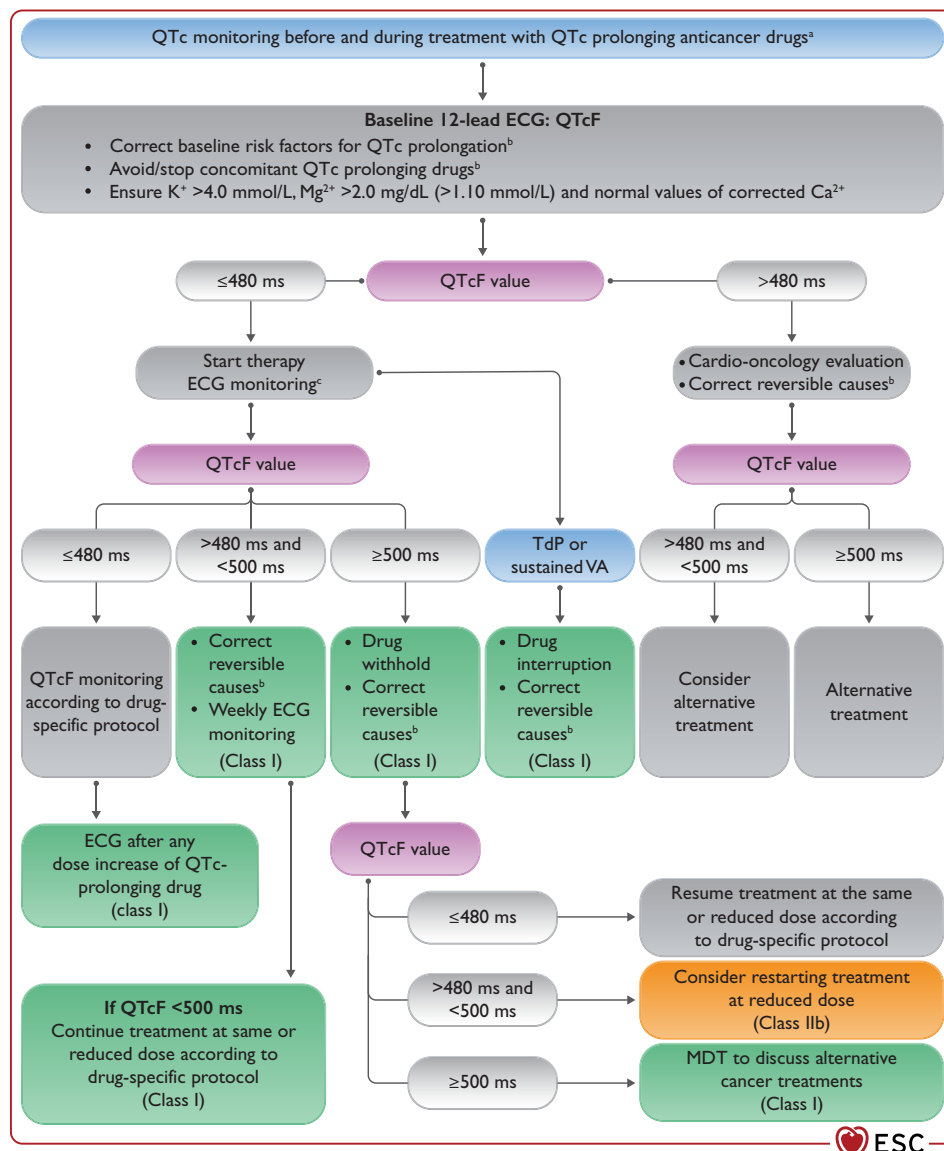 QTc monitoring before and during treatment with QTc prolonging anticancer drugsᵃ
Baseline 12-lead ECG: QTcF
• Correct baseline risk factors for QTc prolongationᵇ
• Avoid/stop concomitant QTc prolonging drugsᵇ
• Ensure K⁺ >4.0 mmol/L, Mg²⁺ >2.0 mg/dL (>1.10 mmol/L) and normal values of corrected Ca²⁺
≤480 ms
QTcF value
>480 ms
Start therapy
ECG monitoringᶜ
• Cardio-oncology evaluation
• Correct reversible causesᵇ
QTcF value
QTcF value
≤480 ms
>480 ms and
<500 ms
≥500 ms
TdP or
sustained VA
>480 ms and
<500 ms
≥500 ms
QTcF monitoring
according to drug-
specific protocol
• Correct
reversible
causesᵇ
• Weekly ECG
monitoring
(Class I)
• Drug
withhold
• Correct
reversible
causesᵇ
(Class I)
• Drug
interruption
• Correct
reversible
causesᵇ
(Class I)
Consider
alternative
treatment
Alternative
treatment
ECG after any
dose increase of QTc-
prolonging drug
(class I)
QTcF value
≤480 ms
Resume treatment at the same
or reduced dose according
to drug-specific protocol
>480 ms and
<500 ms
Consider restarting treatment
at reduced dose
(Class IIb)
If QTcF <500 ms
Continue treatment at same or
reduced dose according to
drug-specific protocol
(Class I)
≥500 ms
MDT to discuss alternative
cancer treatments
(Class I)
ESC